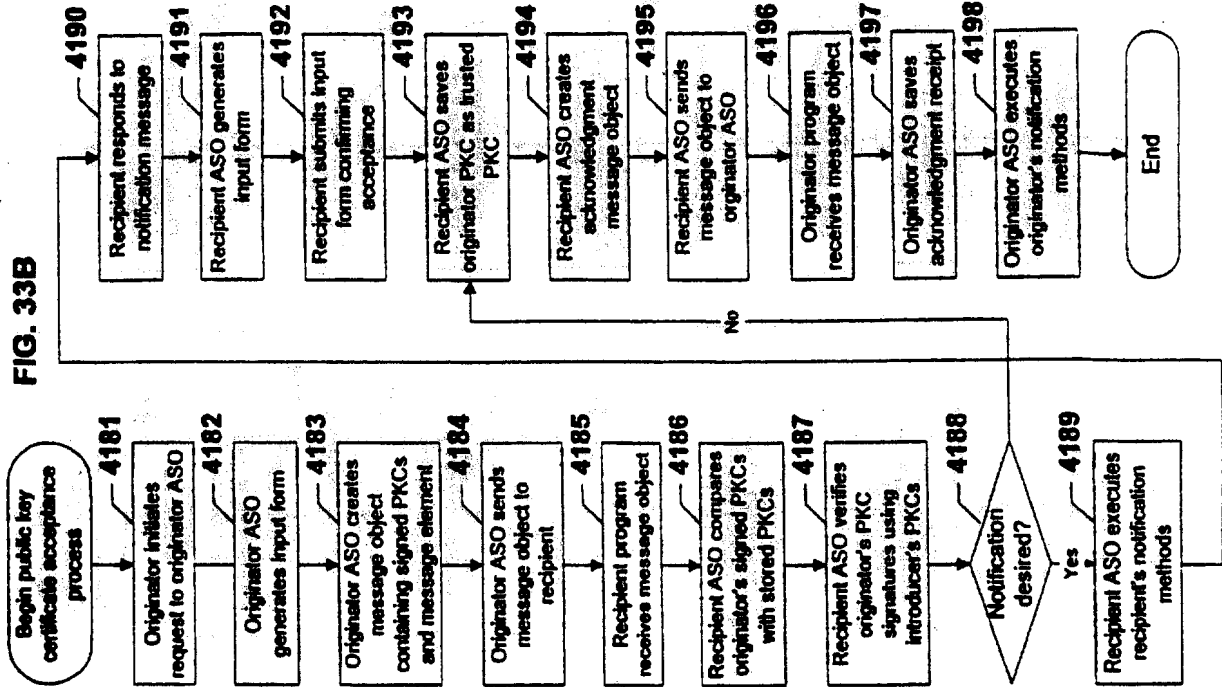 FIG. 33B
Begin public key
certificate acceptance
process
4181
Originator initiates
request to originator ASO
4182
Originator ASO
generates input form
4183
Originator ASO creates
message object
containing signed PKCs
and message element
4184
Originator ASO sends
message object to
recipient
4185
Recipient program
receives message object
4186
Recipient ASO compares
originator's signed PKCs
with stored PKCs
4187
Recipient ASO verifies
originator's PKC
signatures using
introducer's PKCs
4188
Notification
desired?
No
Yes
4189
Recipient ASO executes
recipient's notification
methods
4190
Recipient responds to
notification message
4191
Recipient ASO generates
input form
4192
Recipient submits input
form confirming
acceptance
4193
Recipient ASO saves
originator PKC as trusted
PKC
4194
Recipient ASO creates
acknowledgment
message object
4195
Recipient ASO sends
message object to
orginator ASO
4196
Originator program
receives message object
4197
Originator ASO saves
acknowledgment receipt
4198
Originator ASO executes
originator's notification
methods
End